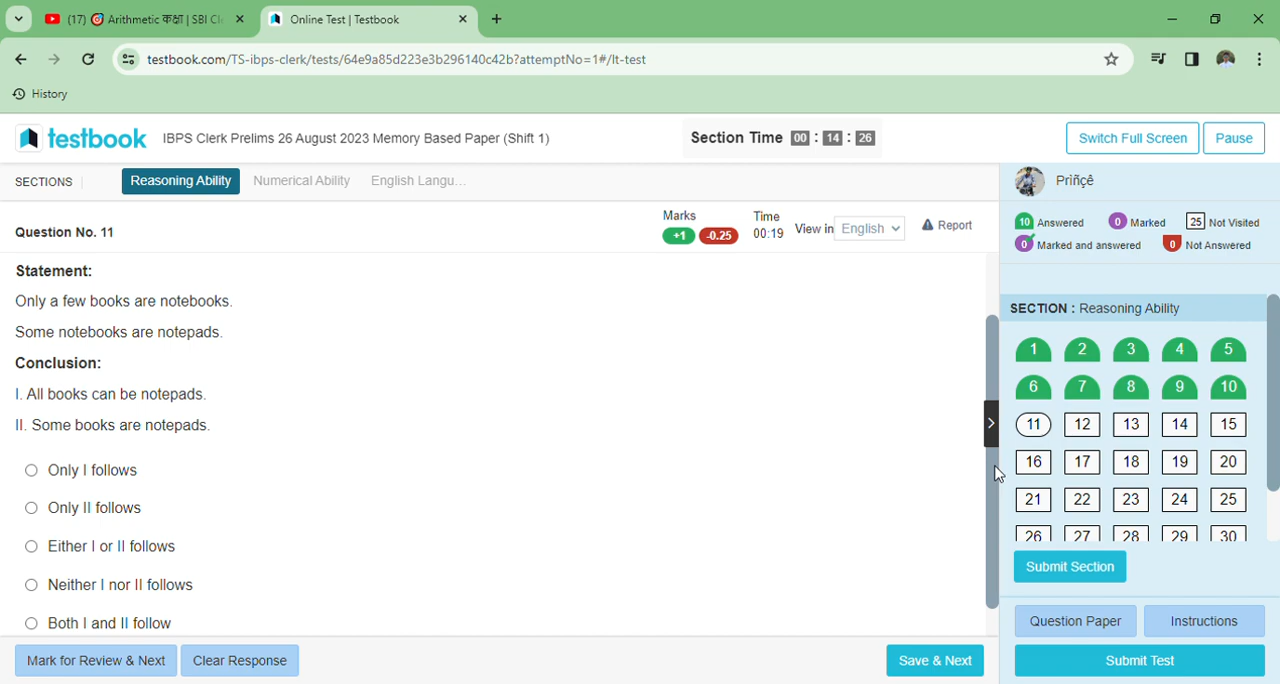 (17) 🎯 Arithmetic कक्षा | SBI Cl
Online Test | Testbook
testbook.com/TS-ibps-clerk/tests/64e9a85d223e3b296140c42b?attemptNo=1#/lt-test
History
testbook
IBPS Clerk Prelims 26 August 2023 Memory Based Paper (Shift 1)
Section Time 00 : 14 : 26
Switch Full Screen
Pause
SECTIONS
Reasoning Ability
Numerical Ability
English Langu...
Priñçê
Question No. 11
Marks
+1 -0.25
Time
00:19
View in English
Report
10 Answered
0 Marked
25 Not Visited
0 Marked and answered
0 Not Answered
Statement:
Only a few books are notebooks.
Some notebooks are notepads.
Conclusion:
I. All books can be notepads.
II. Some books are notepads.
Only I follows
Only II follows
Either I or II follows
Neither I nor II follows
Both I and II follow
SECTION : Reasoning Ability
1 2 3 4 5
6 7 8 9 10
11 12 13 14 15
16 17 18 19 20
21 22 23 24 25
26 27 28 29 30
Submit Section
Question Paper
Instructions
Mark for Review & Next
Clear Response
Save & Next
Submit Test